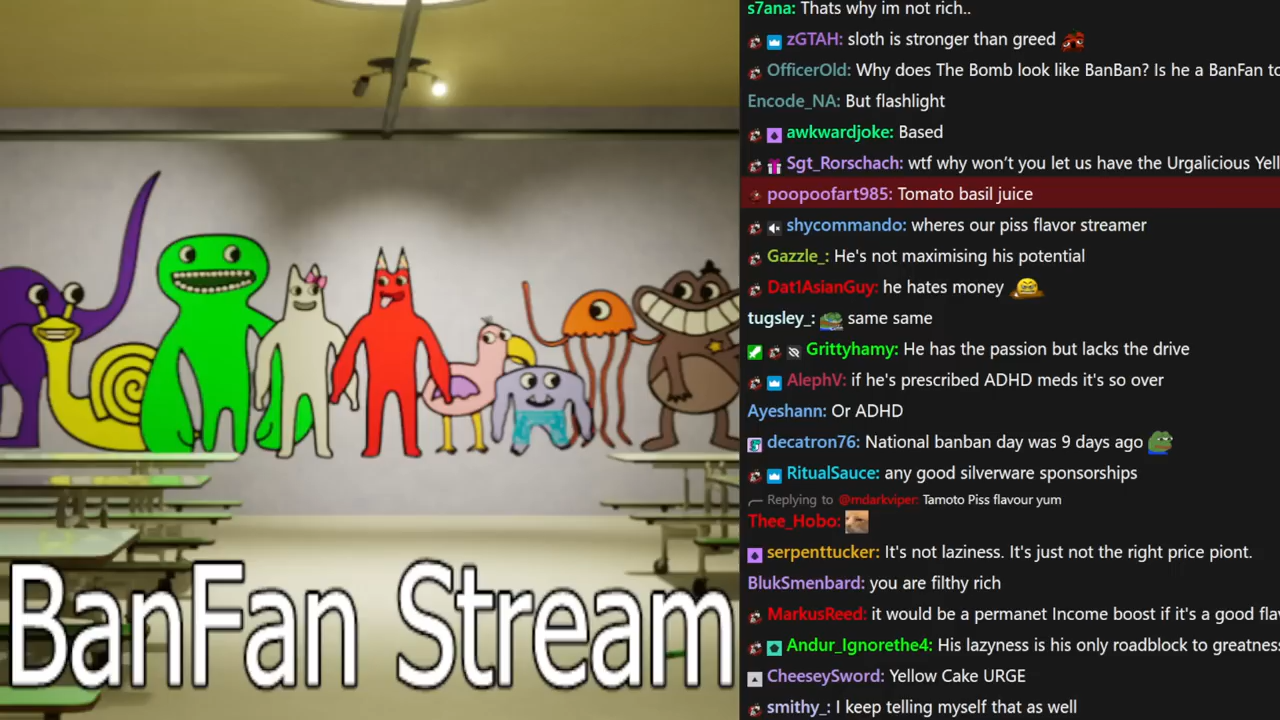 BanFan Stream
s7ana: Thats why im not rich..
zGTAH: sloth is stronger than greed
OfficerOld: Why does The Bomb look like BanBan? Is he a BanFan to
Encode_NA: But flashlight
awkwardjoke: Based
Sgt_Rorschach: wtf why won't you let us have the Urgalicious Yell
poopoofart985: Tomato basil juice
shycommando: wheres our piss flavor streamer
Gazzle_: He's not maximising his potential
Dat1AsianGuy: he hates money
tugsley_: same same
Grittyhamy: He has the passion but lacks the drive
AlephV: if he's prescribed ADHD meds it's so over
Ayeshann: Or ADHD
decatron76: National banban day was 9 days ago
RitualSauce: any good silverware sponsorships
Replying to @mdarkviper: Tamoto Piss flavour yum
Thee_Hobo:
serpenttucker: It's not laziness. It's just not the right price piont.
BlukSmenbard: you are filthy rich
MarkusReed: it would be a permanet Income boost if it's a good fla
Andur_Ignorethe4: His lazyness is his only roadblock to greatness
CheeseySword: Yellow Cake URGE
smithy_: I keep telling myself that as well